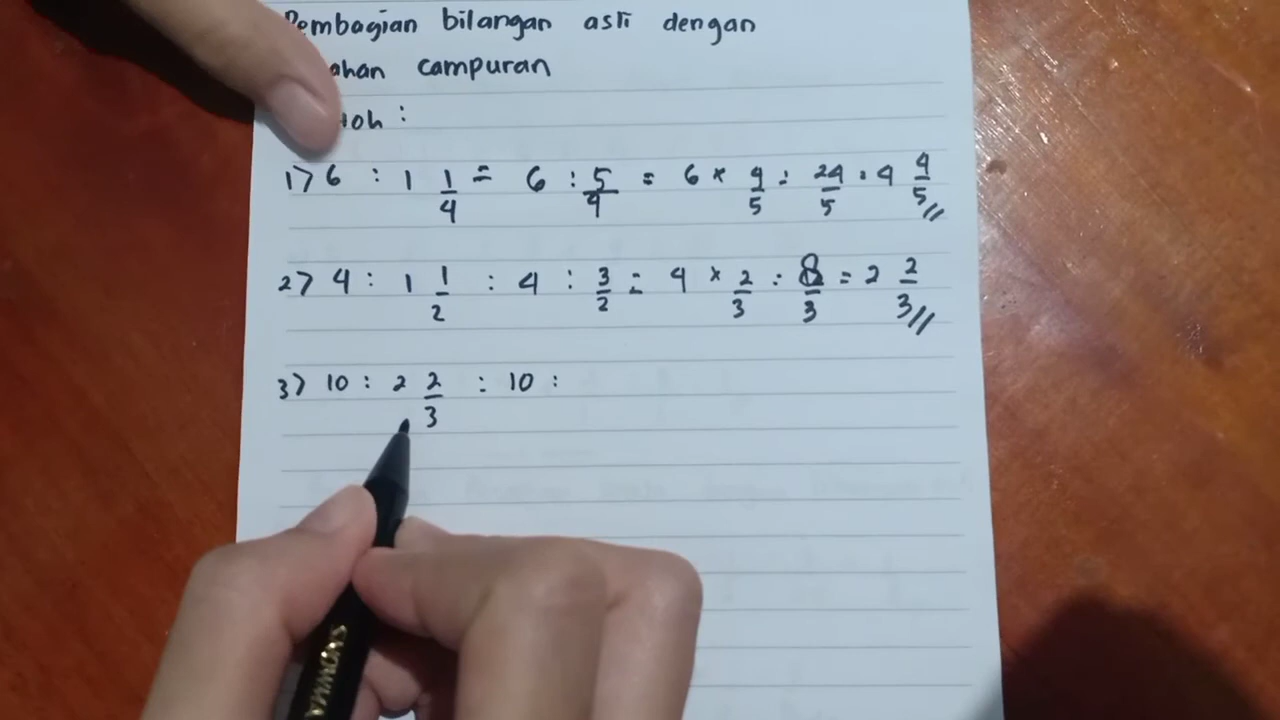 Pembagian bilangan asli dengan
ahan campuran
toh :
1> 6 : 1 1/4 = 6 : 5/4 = 6 × 4/5 = 24/5 = 4 4/5 //
2> 4 : 1 1/2 : 4 : 3/2 = 4 × 2/3 = 8/3 = 2 2/3 //
3> 10 : 2 2/3 : 10 :
SNOWMA